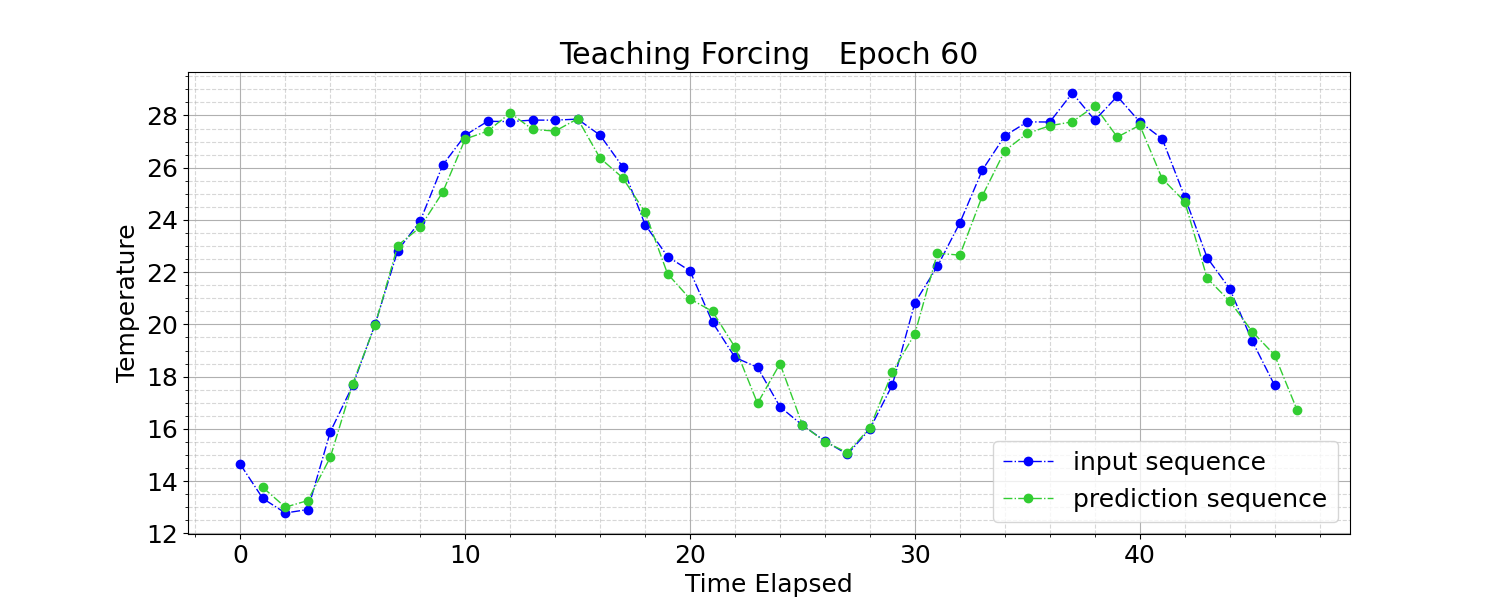 Teaching Forcing   Epoch 60
28
26
24
22
20
18
16
14
12
Temperature
input sequence
prediction sequence
0 10 20 30 40
Time Elapsed